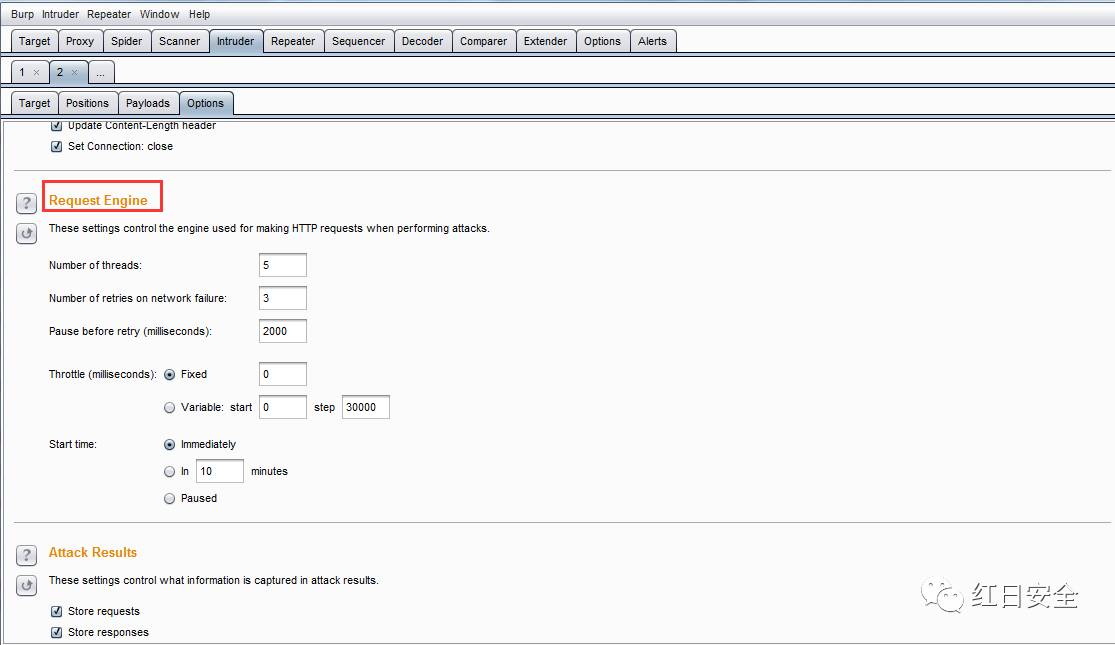 Burp Intruder Repeater Window Help
Target Proxy Spider Scanner Intruder Repeater Sequencer Decoder Comparer Extender Options Alerts
1 × 2 × ...
Target Positions Payloads Options
Update Content-Length header
Set Connection: close
? Request Engine
These settings control the engine used for making HTTP requests when performing attacks.
Number of threads: 5
Number of retries on network failure: 3
Pause before retry (milliseconds): 2000
Throttle (milliseconds): Fixed 0
Variable: start 0 step 30000
Start time: Immediately
In 10 minutes
Paused
? Attack Results
These settings control what information is captured in attack results.
Store requests
Store responses
红日安全